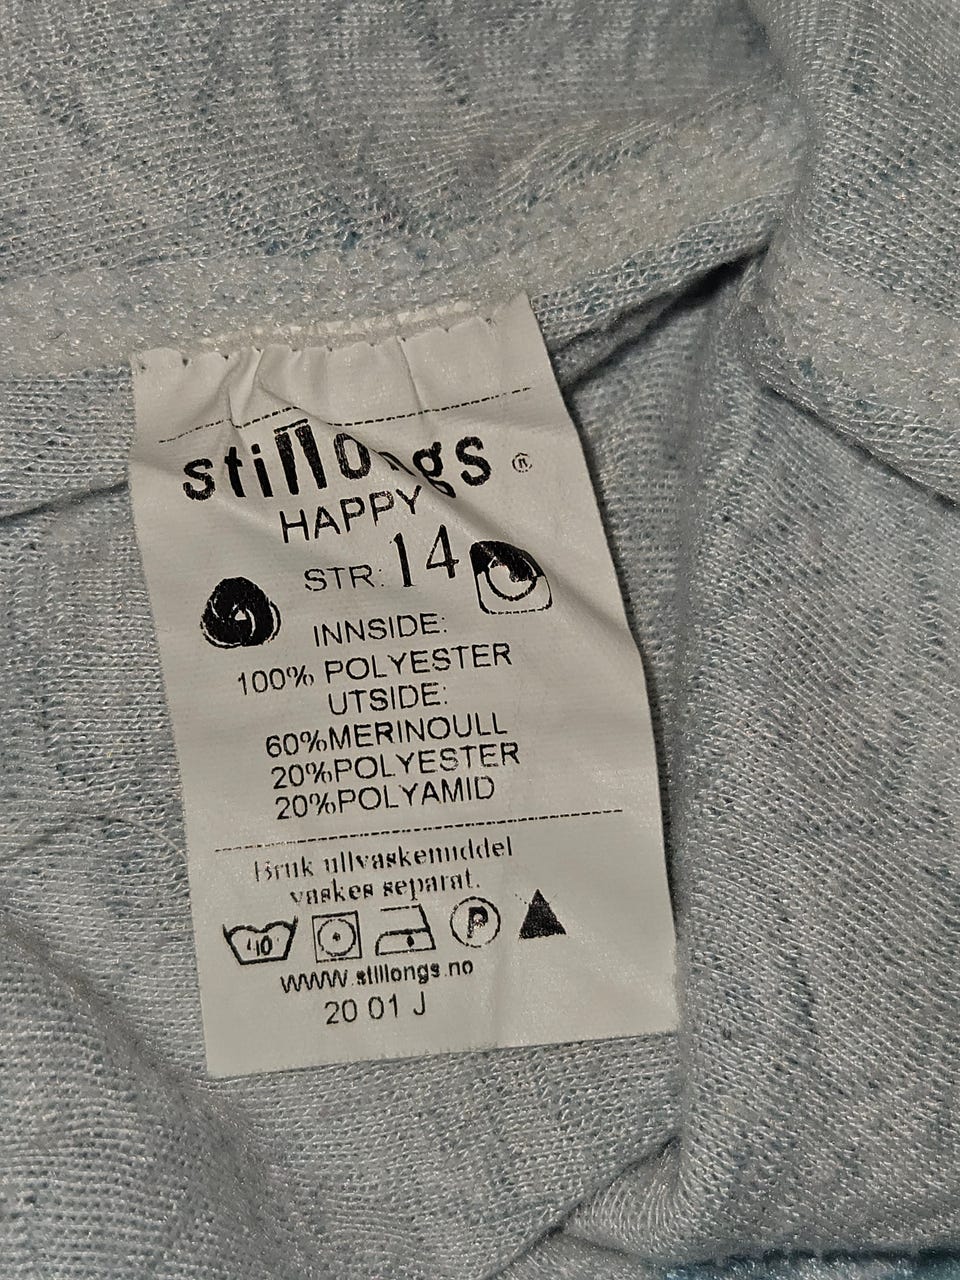 stillongs ®
HAPPY
STR: 14
INNSIDE:
100% POLYESTER
UTSIDE:
60%MERINOULL
20%POLYESTER
20%POLYAMID
Bruk ullvaskemiddel
vaskes separat.
40 P
www.stillongs.no
20 01 J